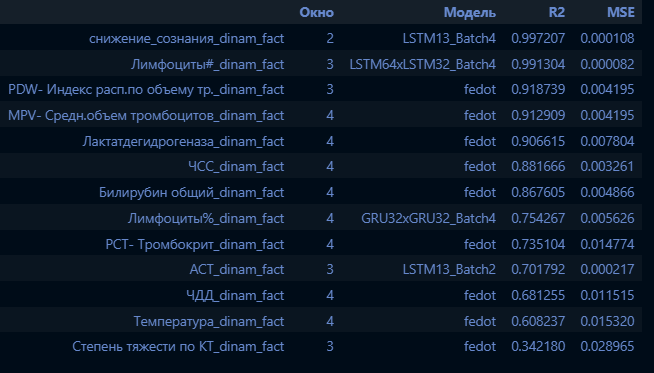 Окно Модель R2 MSE
снижение_сознания_dinam_fact 2 LSTM13_Batch4 0.997207 0.000108
Лимфоциты#_dinam_fact 3 LSTM64xLSTM32_Batch4 0.991304 0.000082
PDW- Индекс расп.по объему тр._dinam_fact 3 fedot 0.918739 0.004195
MPV- Средн.объем тромбоцитов_dinam_fact 4 fedot 0.912909 0.004195
Лактатдегидрогеназа_dinam_fact 4 fedot 0.906615 0.007804
ЧСС_dinam_fact 4 fedot 0.881666 0.003261
Билирубин общий_dinam_fact 4 fedot 0.867605 0.004866
Лимфоциты%_dinam_fact 4 GRU32xGRU32_Batch4 0.754267 0.005626
PCT- Тромбокрит_dinam_fact 4 fedot 0.735104 0.014774
АСТ_dinam_fact 3 LSTM13_Batch2 0.701792 0.000217
ЧДД_dinam_fact 4 fedot 0.681255 0.011515
Температура_dinam_fact 4 fedot 0.608237 0.015320
Степень тяжести по КТ_dinam_fact 3 fedot 0.342180 0.028965